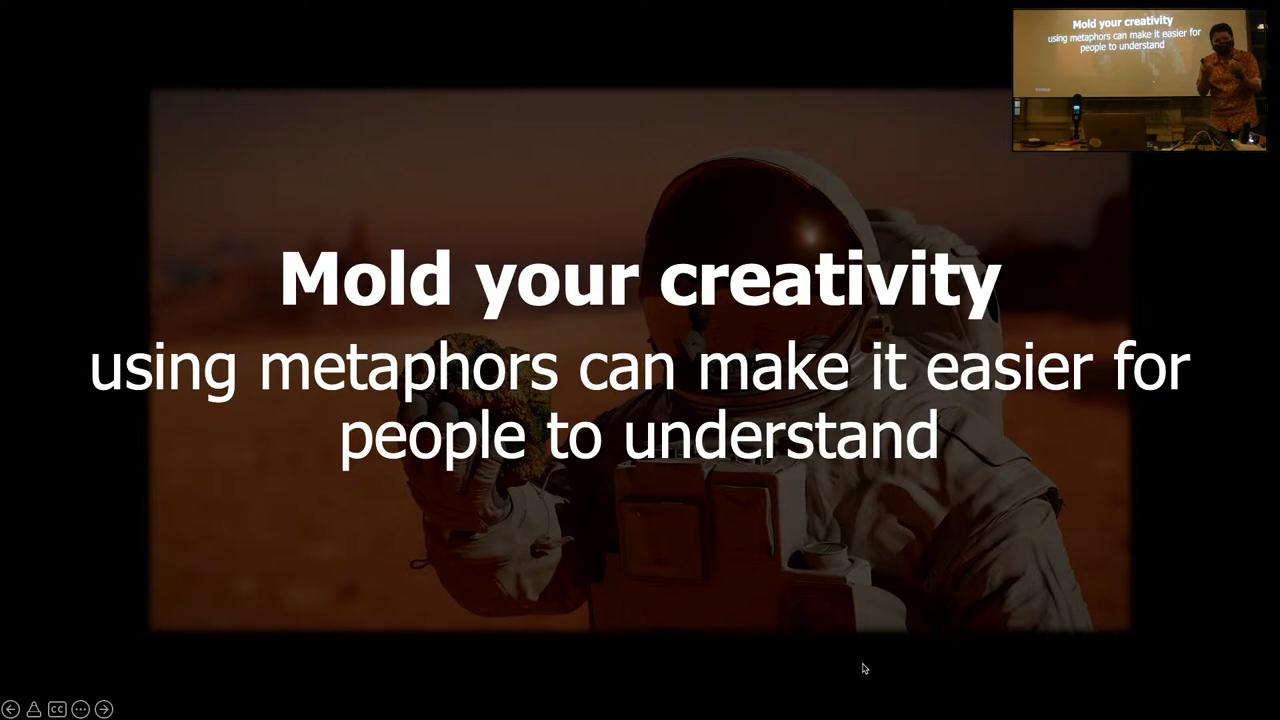 Mold your creativity
using metaphors can make it easier for
people to understand
Mold your creativity
using metaphors can make it easier for
people to understand
CC